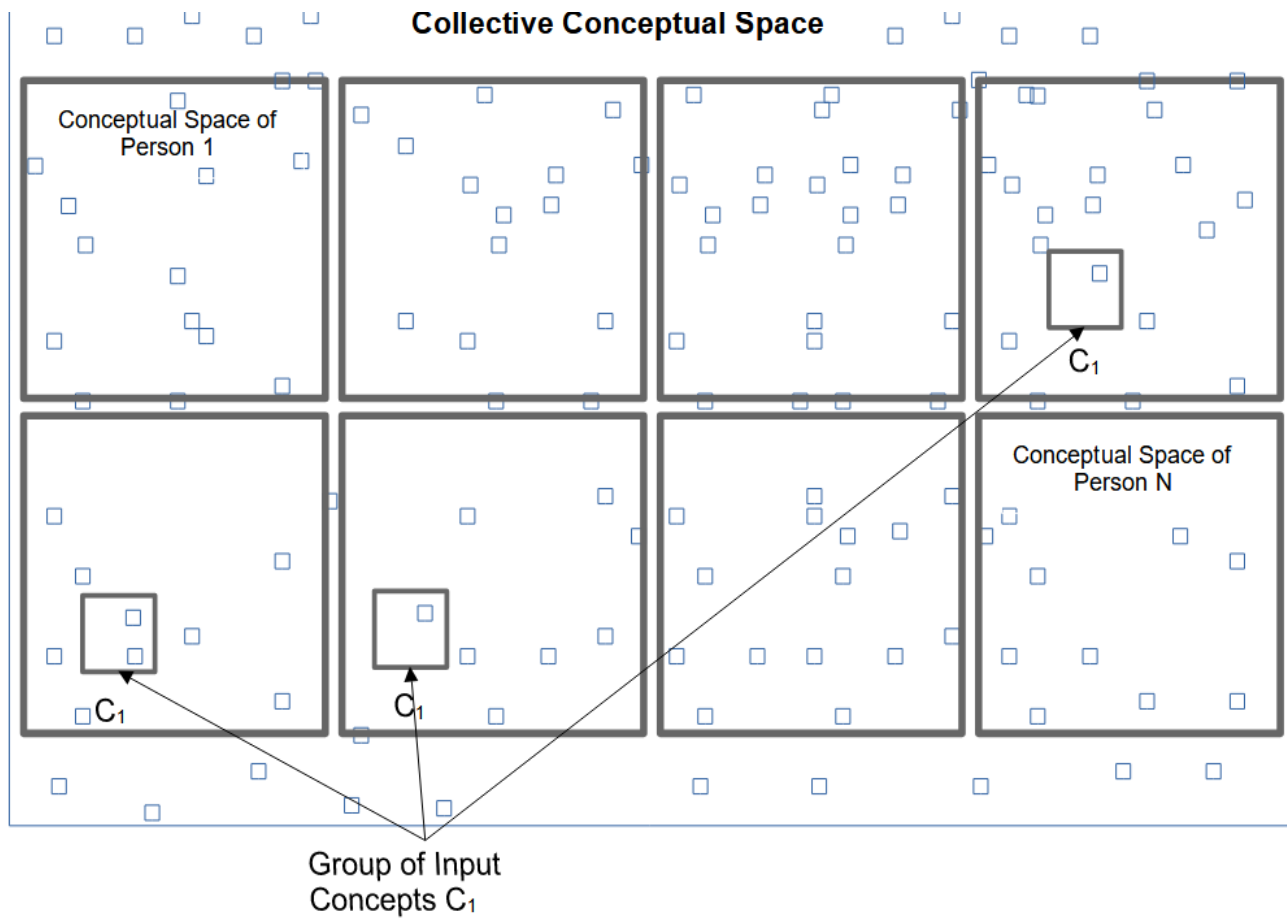 Collective Conceptual Space
Conceptual Space of
Person 1
C₁
Conceptual Space of
Person N
C₁
C₁
Group of Input
Concepts C₁